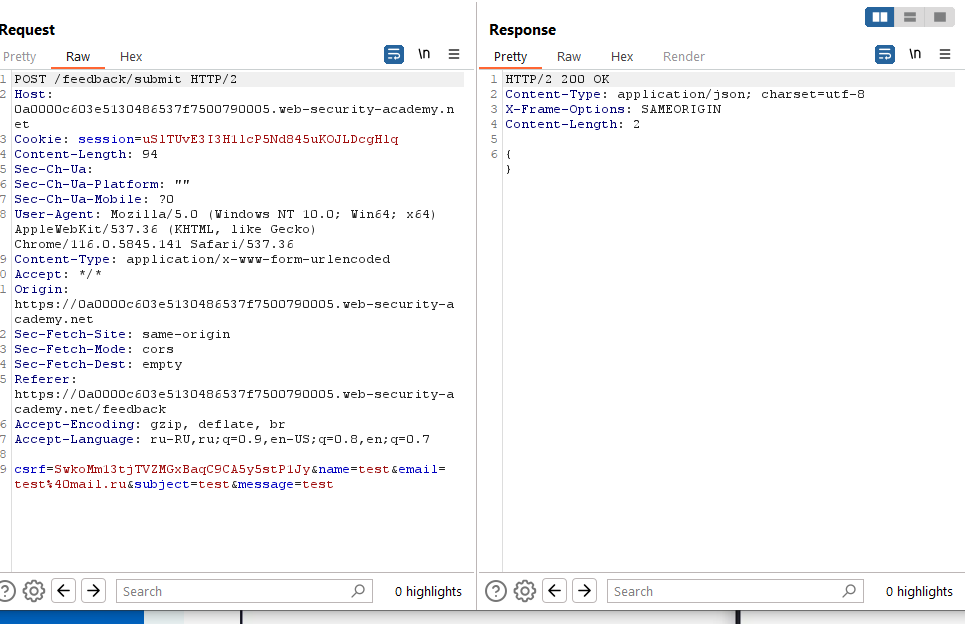 Request
Pretty Raw Hex \n
1 POST /feedback/submit HTTP/2
2 Host:
0a0000c603e5130486537f7500790005.web-security-academy.n
et
3 Cookie: session=uSlTUvE3I3HllcP5Nd845uKOJLDcgHlq
4 Content-Length: 94
5 Sec-Ch-Ua:
6 Sec-Ch-Ua-Platform: ""
7 Sec-Ch-Ua-Mobile: ?0
8 User-Agent: Mozilla/5.0 (Windows NT 10.0; Win64; x64)
AppleWebKit/537.36 (KHTML, like Gecko)
Chrome/116.0.5845.141 Safari/537.36
9 Content-Type: application/x-www-form-urlencoded
0 Accept: */*
1 Origin:
https://0a0000c603e5130486537f7500790005.web-security-a
cademy.net
2 Sec-Fetch-Site: same-origin
3 Sec-Fetch-Mode: cors
4 Sec-Fetch-Dest: empty
5 Referer:
https://0a0000c603e5130486537f7500790005.web-security-a
cademy.net/feedback
6 Accept-Encoding: gzip, deflate, br
7 Accept-Language: ru-RU,ru;q=0.9,en-US;q=0.8,en;q=0.7
8
9 csrf=SwkoMm13tjTVZMGxBaqC9CA5y5stP1Jy&name=test&email=
test%40mail.ru&subject=test&message=test
? Search 0 highlights
Response
Pretty Raw Hex Render \n
1 HTTP/2 200 OK
2 Content-Type: application/json; charset=utf-8
3 X-Frame-Options: SAMEORIGIN
4 Content-Length: 2
5
6 {
}
? Search 0 highlights